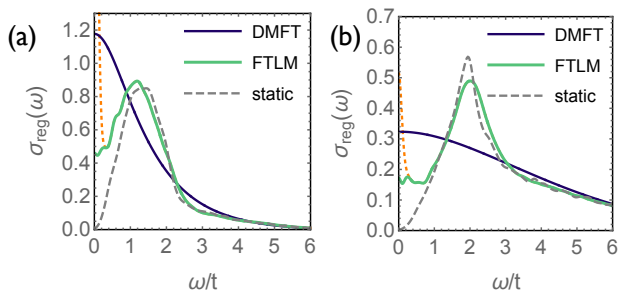 (a)
DMFT
FTLM
static
σreg(ω)
1.2
1.0
0.8
0.6
0.4
0.2
0.0
0 1 2 3 4 5 6
ω/t
(b)
DMFT
FTLM
static
σreg(ω)
0.7
0.6
0.5
0.4
0.3
0.2
0.1
0.0
0 1 2 3 4 5 6
ω/t